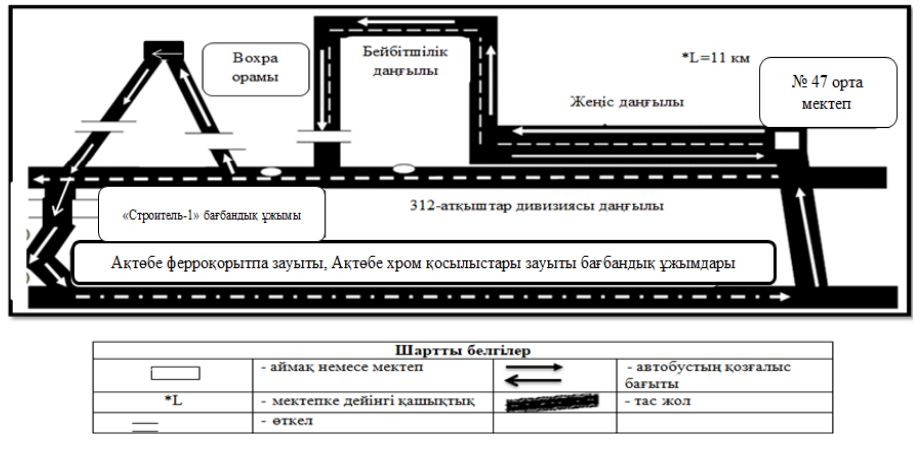 Вохра
орамы
Бейбітшілік
даңғылы
*L=11 км
№ 47 орта
мектеп
Жеңіс даңғылы
312-атқыштар дивизиясы даңғылы
«Строитель-1» бағбандық ұжымы
Ақтөбе ферроқорытпа зауыты, Ақтөбе хром қосылыстары зауыты бағбандық ұжымдары
Шартты белгілер
- аймақ немесе мектеп
- автобустың қозғалыс
бағыты
*L
- мектепке дейінгі қашықтық
- тас жол
- өткел